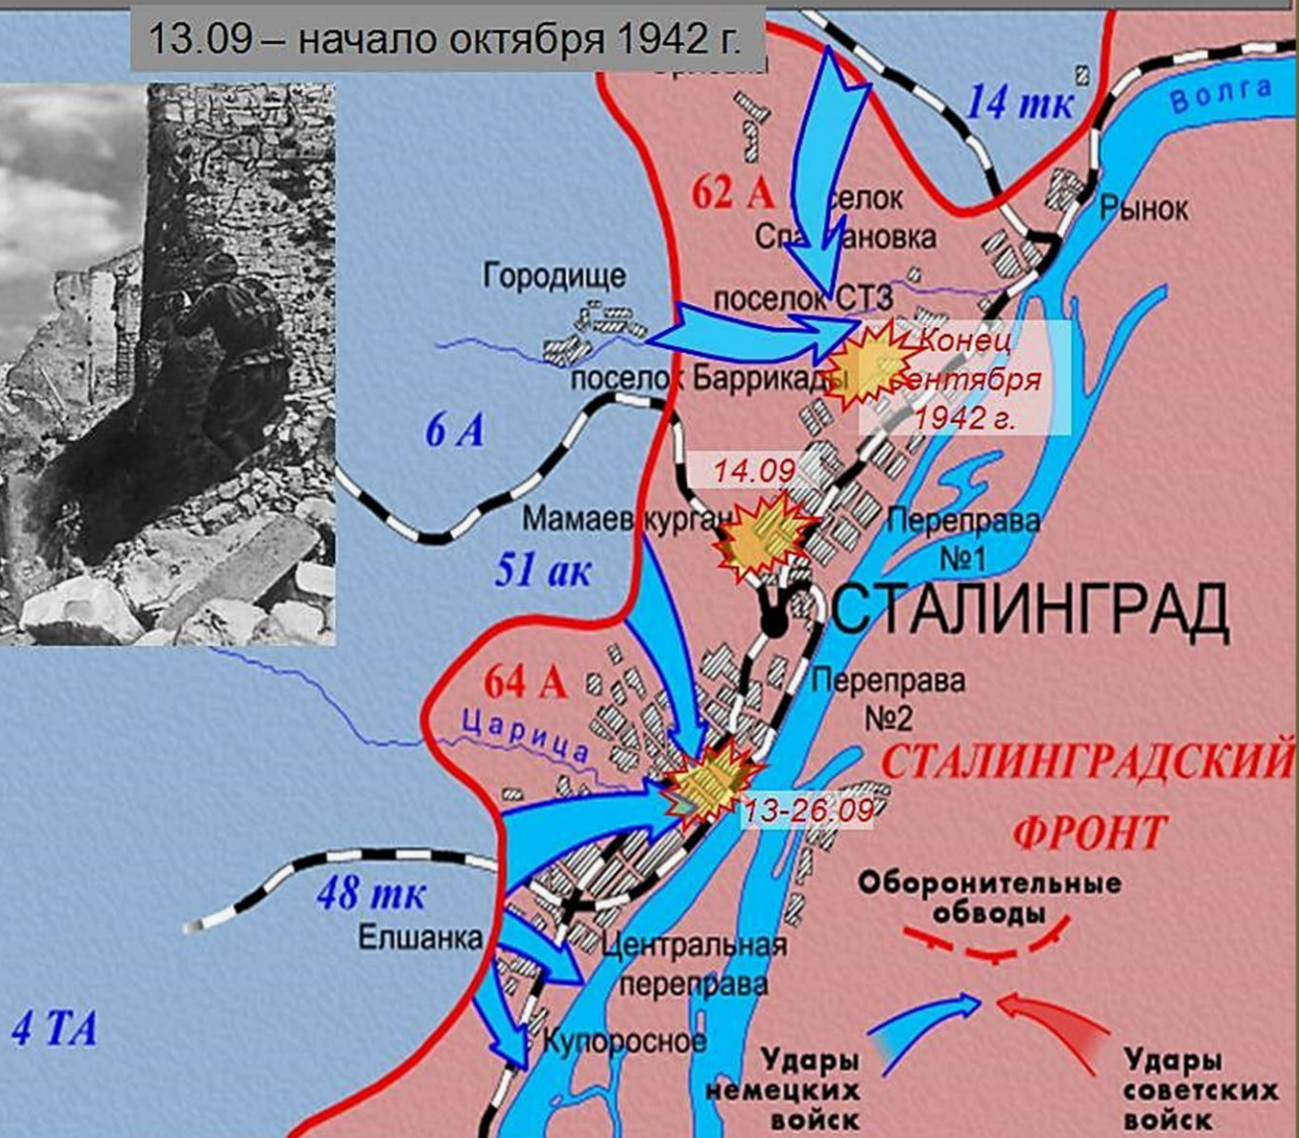 13.09 – начало октября 1942 г.
14 тк
Волга
62 А
Рынок
Городище
поселок СТЗ
Конец
сентября
1942 г.
поселок Баррикады
6 А
14.09
Мамаев курган
Переправа
№1
51 ак
СТАЛИНГРАД
64 А
Переправа
№2
Царица
СТАЛИНГРАДСКИЙ
ФРОНТ
13-26.09
Оборонительные
обводы
48 тк
Елшанка
Центральная
переправа
4 ТА
Купоросное
Удары
немецких
войск
Удары
советских
войск